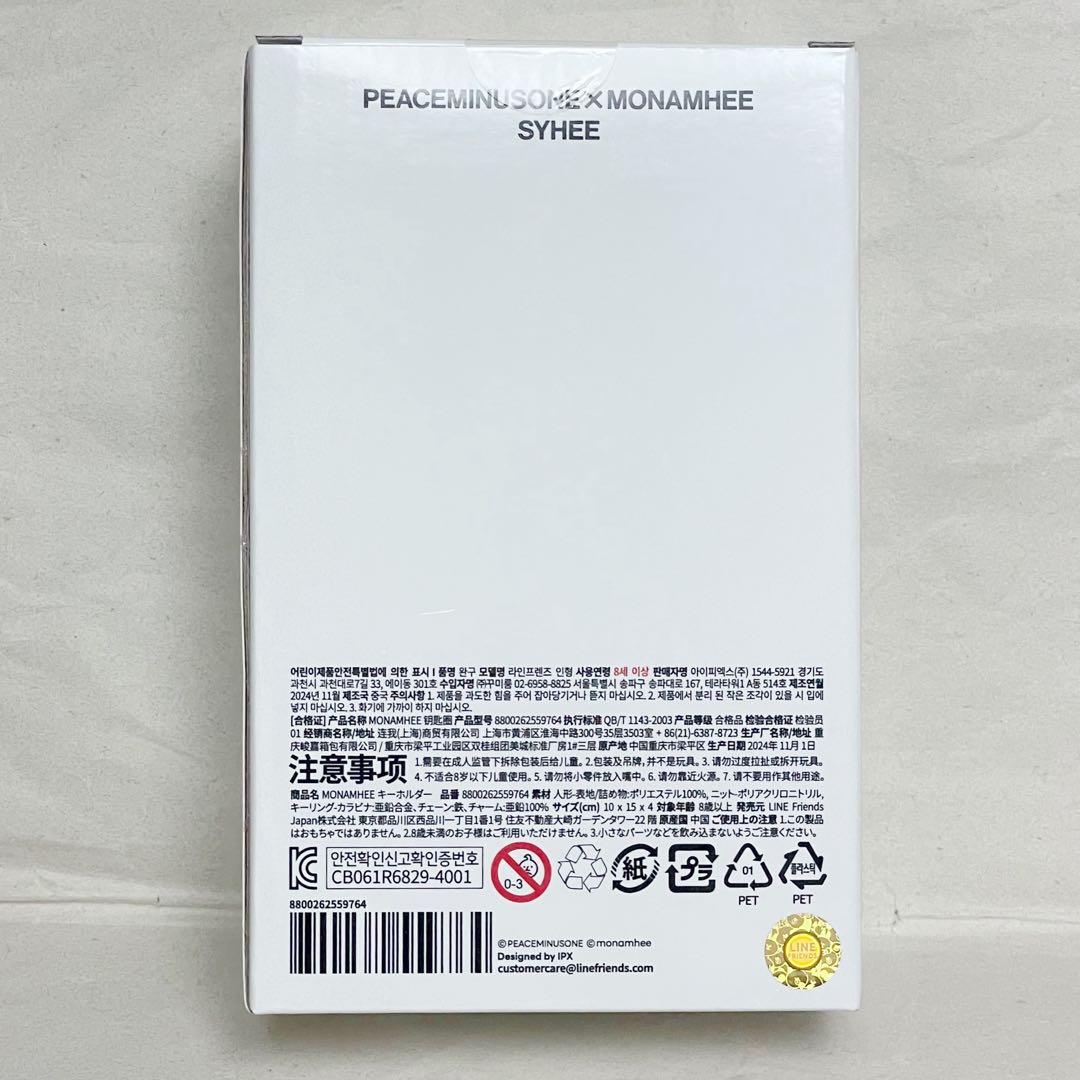 PEACEMINUSONE×MONAMHEE
SYHEE
어린이제품안전특별법에 의한 표시 I 품명 완구 모델명 라인프렌즈 인형 사용연령 8세 이상 판매자명 아이피엑스(주) 1544-5921 경기도
과천시 과천대로7길 33, 에이동 301호 수입자명 ㈜꾸미룸 02-6958-8825 서울특별시 송파구 송파대로 167, 테라타워1 A동 514호 제조연월
2024년 11월 제조국 중국 주의사항 1. 제품을 과도한 힘을 주어 잡아당기거나 뜯지 마십시오. 2. 제품에서 분리 된 작은 조각이 있을 시 입에
넣지 마십시오. 3. 화기에 가까이 하지 마십시오.
[合格证] 产品名称 MONAMHEE 钥匙圈 产品型号 8800262559764 执行标准 QB/T 1143-2003 产品等级 合格品 检验合格证 检验员
01 经销商名称/地址 连我(上海)商贸有限公司 上海市黄浦区淮海中路300号35层3503室 + 86(21)-6387-8723 生产厂名称/地址 重
庆峻嘉箱包有限公司 / 重庆市梁平工业园区双桂组团美城标准厂房1#三层 原产地 中国重庆市梁平区 生产日期 2024年 11月 1日
注意事项 1.需要在成人监管下拆除包装后给儿童。2.包装及吊牌，并不是玩具。3. 请勿过度拉扯或拆开玩具。
4. 不适合8岁以下儿童使用。5. 请勿将小零件放入嘴中。6. 请勿靠近火源。7. 请不要用作其他用途。
商品名 MONAMHEE キーホルダー 品番 8800262559764 素材 人形-表地/詰め物:ポリエステル100%, ニット-ポリアクリロニトリル,
キーリング-カラビナ:亜鉛合金、チェーン:鉄、チャーム:亜鉛100% サイズ(cm) 10 x 15 x 4 対象年齢 8歳以上 発売元 LINE Friends
Japan株式会社 東京都品川区西品川一丁目1番1号 住友不動産大崎ガーデンタワー22 階 原産国 中国 ご使用上の注意 1.この製品
はおもちゃではありません。2.8歳未満のお子様はご利用いただけません。3.小さなパーツなどを飲み込まないようご注意ください。
안전확인신고확인증번호
CB061R6829-4001
0-3
紙
プラ
01
PET
플라스틱
PET
8800262559764
©PEACEMINUSONE ©monamhee
Designed by IPX
customercare@linefriends.com
LINE
FRIENDS